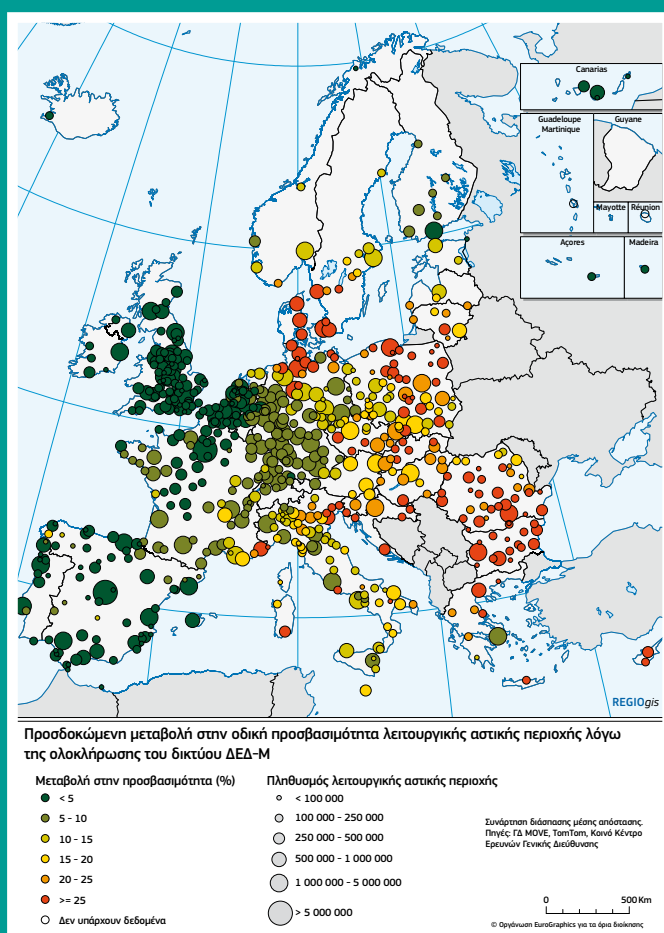 Canarias
Guadeloupe
Martinique
Guyane
Mayotte
Réunion
Açores
Madeira
REGIOgis
Προσδοκώμενη μεταβολή στην οδική προσβασιμότητα λειτουργικής αστικής περιοχής λόγω
της ολοκλήρωσης του δικτύου ΔΕΔ-Μ
Μεταβολή στην προσβασιμότητα (%)
< 5
5 - 10
10 - 15
15 - 20
20 - 25
>= 25
Δεν υπάρχουν δεδομένα
Πληθυσμός λειτουργικής αστικής περιοχής
< 100 000
100 000 - 250 000
250 000 - 500 000
500 000 - 1 000 000
1 000 000 - 5 000 000
> 5 000 000
Συνάρτηση διάσπασης μέσης απόστασης.
Πηγές: ΓΔ MOVE, TomTom, Κοινό Κέντρο
Ερευνών Γενικής Διεύθυνσης
0 500 Km
© Οργάνωση EuroGraphics για τα όρια διοίκησης